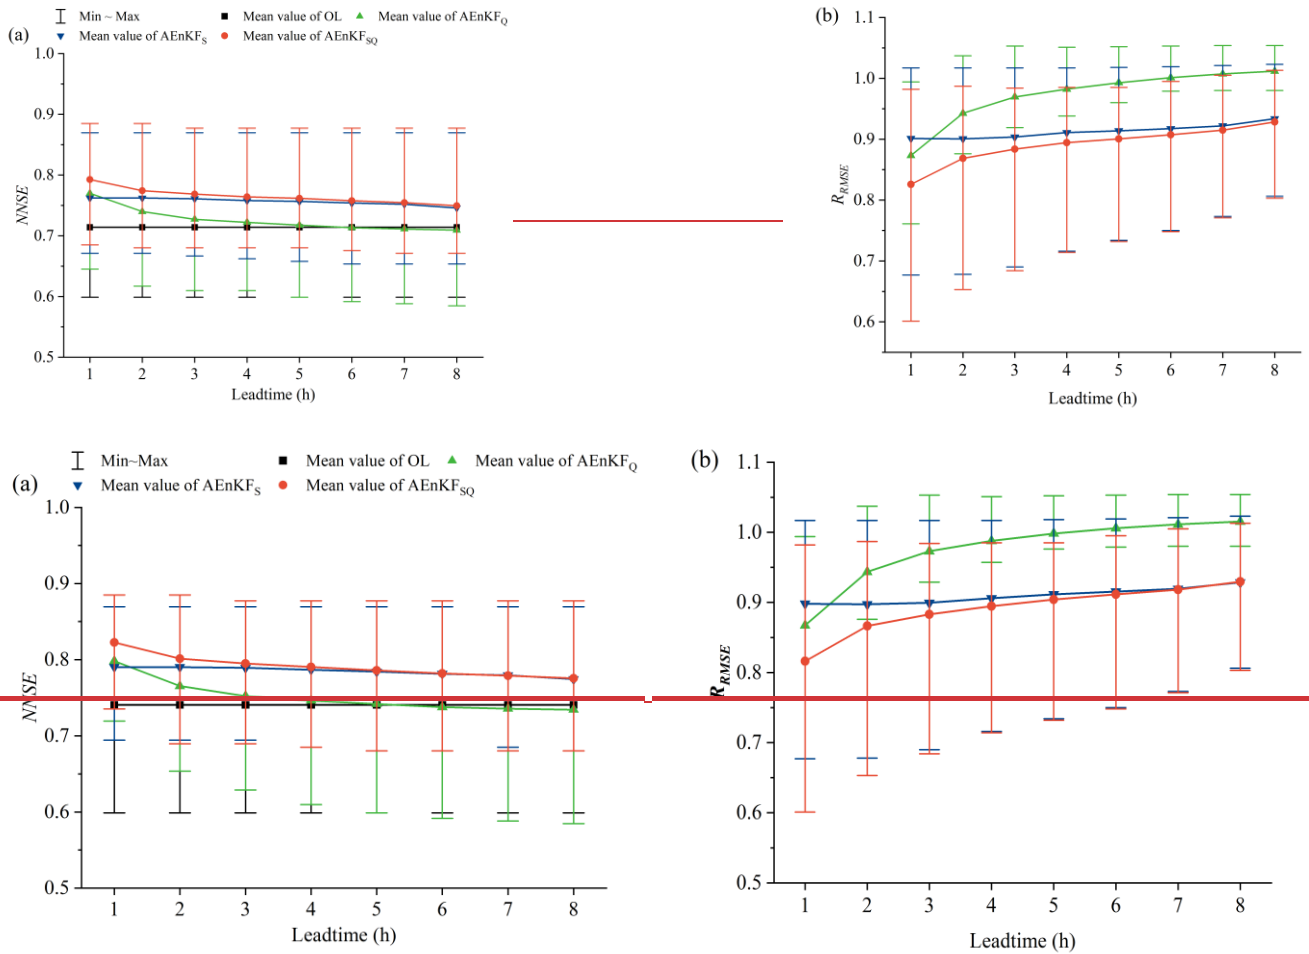 Min ~ Max Mean value of OL Mean value of AEnKF_Q
(a) Mean value of AEnKF_S Mean value of AEnKF_SQ
1.0
0.9
0.8
0.7
0.6
0.5
NNSE
1 2 3 4 5 6 7 8
Leadtime (h)
(b)
1.1
1.0
0.9
0.8
0.7
0.6
R_RMSE
1 2 3 4 5 6 7 8
Leadtime (h)
Min~Max Mean value of OL Mean value of AEnKF_Q
(a) Mean value of AEnKF_S Mean value of AEnKF_SQ
1.0
0.9
0.8
0.7
0.6
0.5
NNSE
1 2 3 4 5 6 7 8
Leadtime (h)
(b)
1.1
1.0
0.9
0.8
0.7
0.6
0.5
R_RMSE
1 2 3 4 5 6 7 8
Leadtime (h)